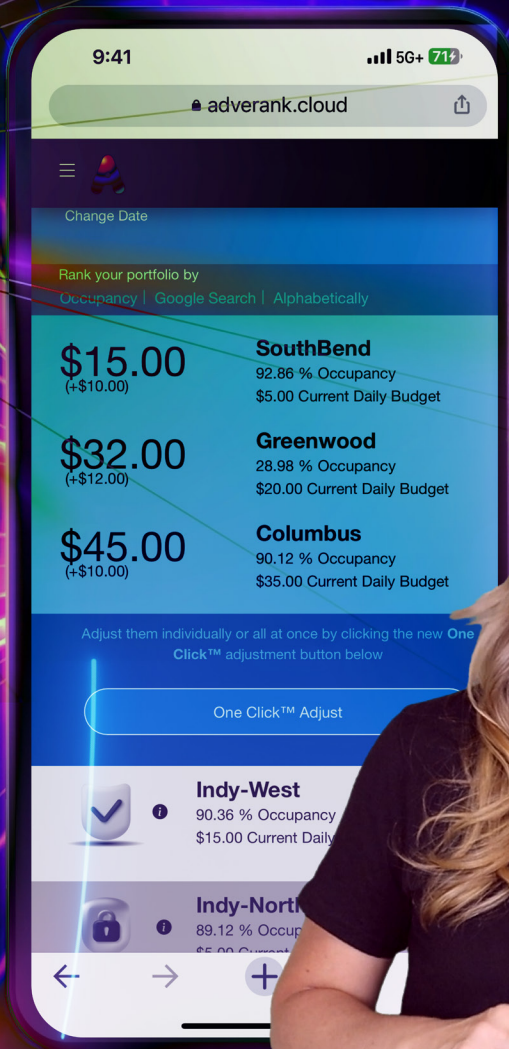 9:41
5G+ 71
adverank.cloud
Change Date
Rank your portfolio by
Occupancy | Google Search | Alphabetically
$15.00
(+$10.00)
SouthBend
92.86 % Occupancy
$5.00 Current Daily Budget
$32.00
(+$12.00)
Greenwood
28.98 % Occupancy
$20.00 Current Daily Budget
$45.00
(+$10.00)
Columbus
90.12 % Occupancy
$35.00 Current Daily Budget
Adjust them individually or all at once by clicking the new One
Click™ adjustment button below
One Click™ Adjust
Indy-West
90.36 % Occupancy
$15.00 Current Daily
Indy-North
89.12 % Occup
$5.00 Current